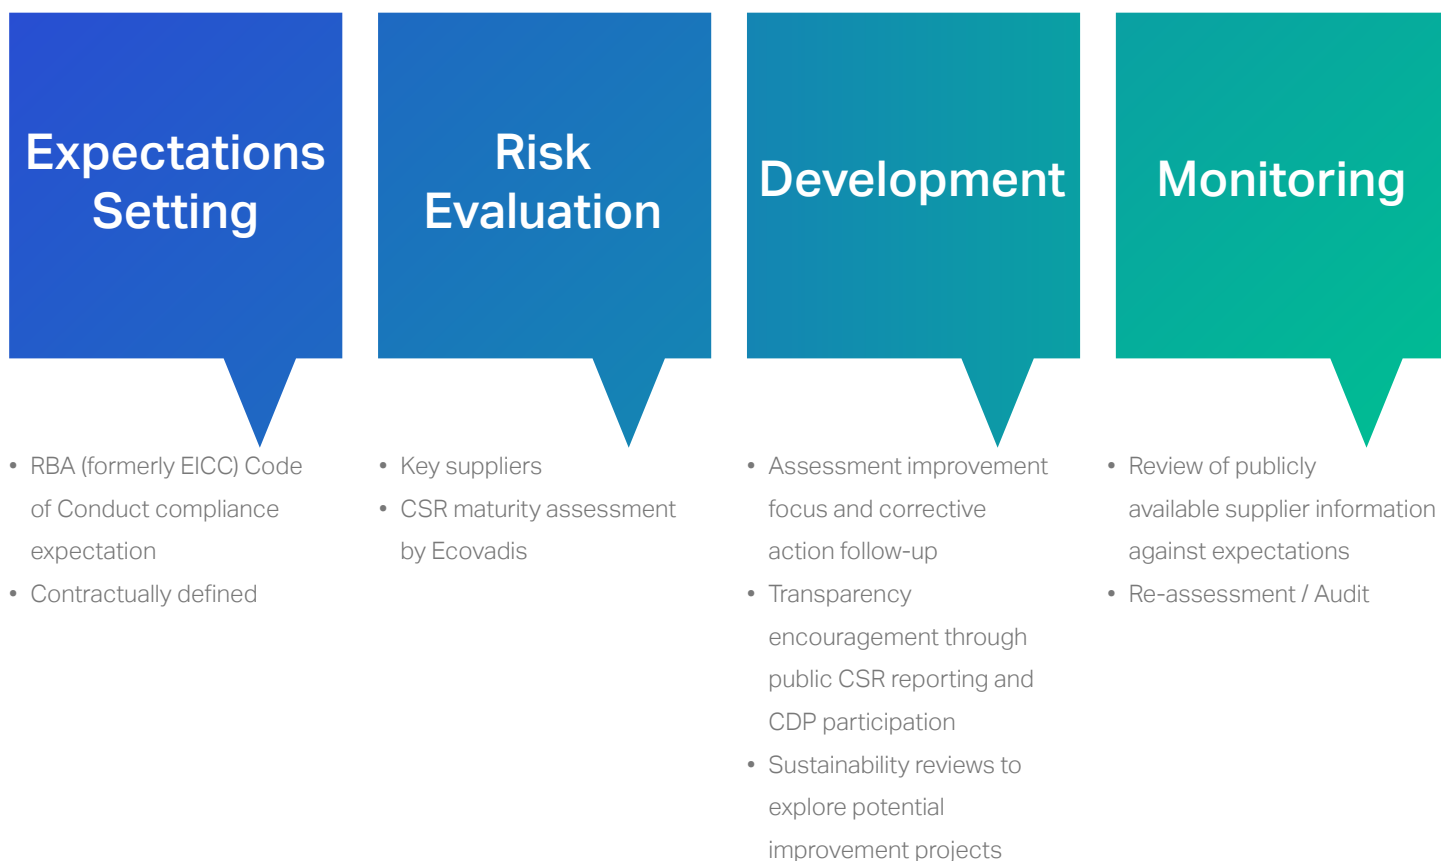 Expectations
Setting
• RBA (formerly EICC) Code
of Conduct compliance
expectation
• Contractually defined
Risk
Evaluation
• Key suppliers
• CSR maturity assessment
by Ecovadis
Development
• Assessment improvement
focus and corrective
action follow-up
• Transparency
encouragement through
public CSR reporting and
CDP participation
• Sustainability reviews to
explore potential
improvement projects
Monitoring
• Review of publicly
available supplier information
against expectations
• Re-assessment / Audit